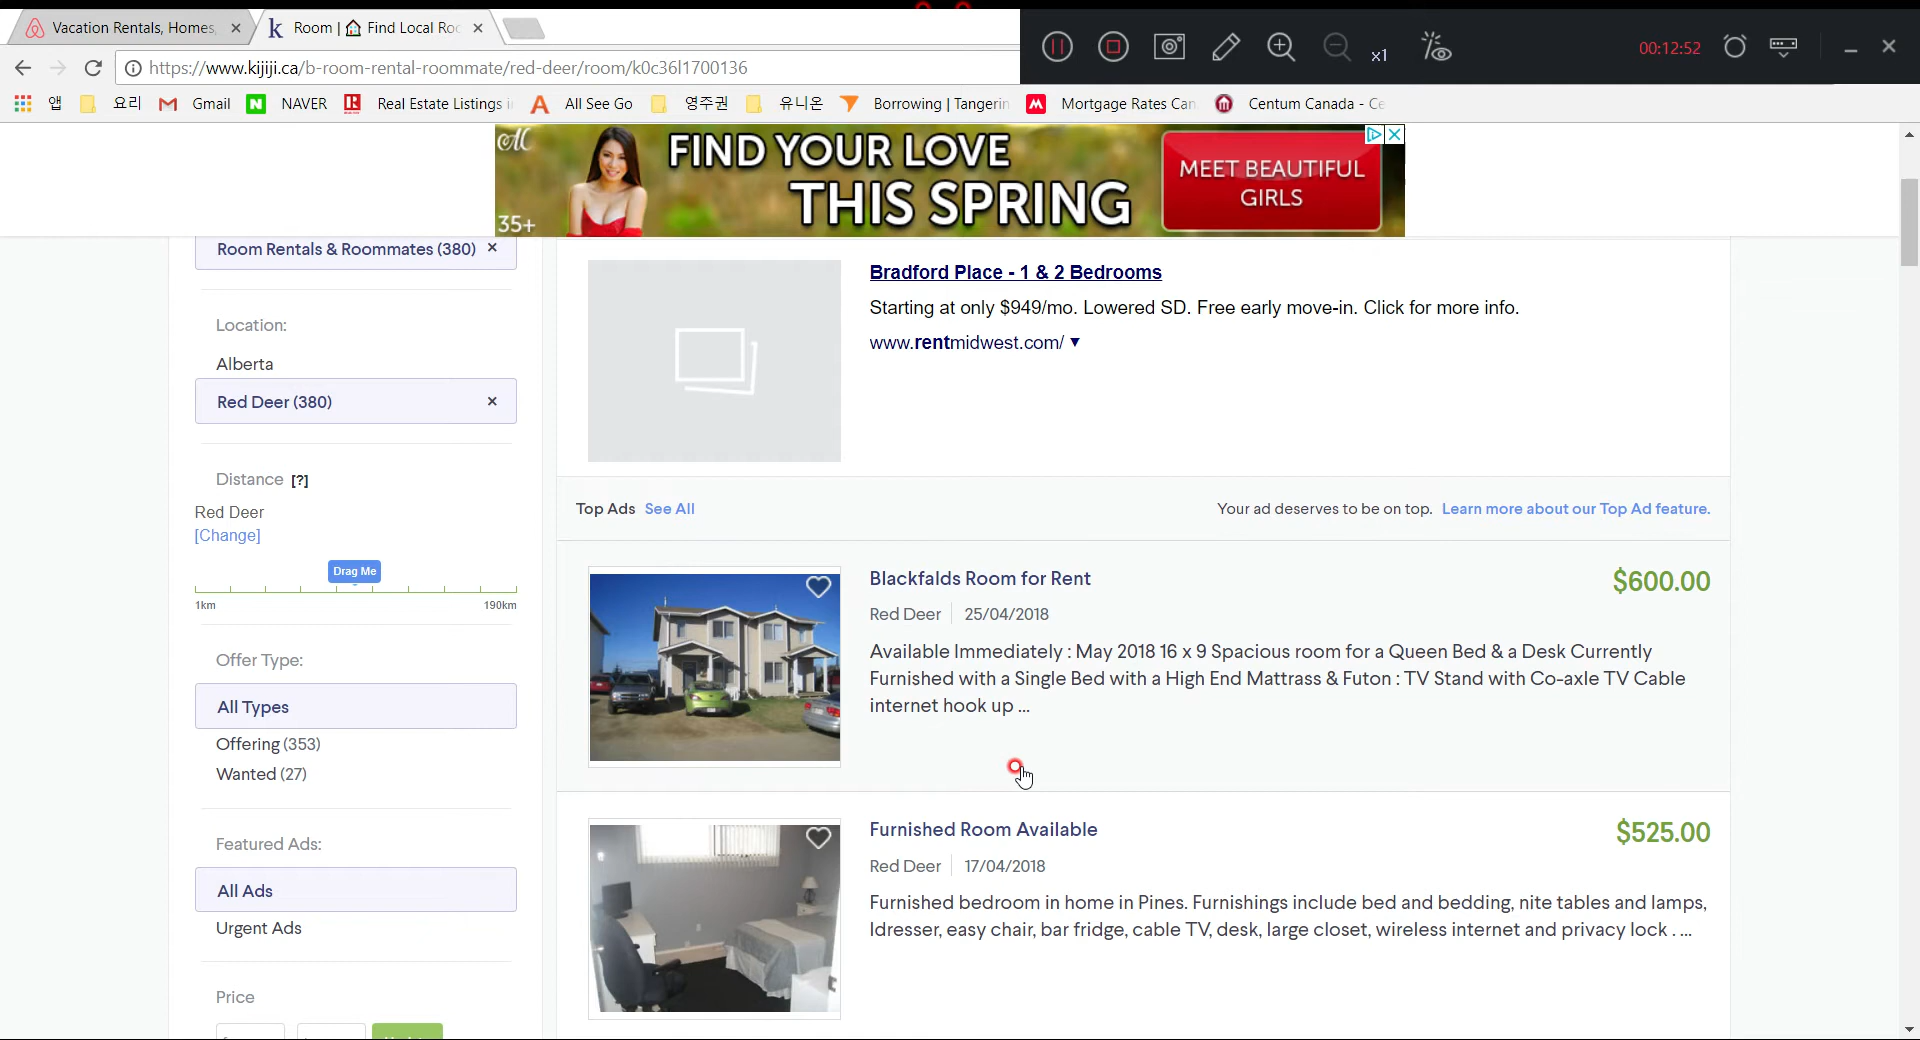 Vacation Rentals, Homes,
Room | Find Local Roo
x1
00:12:52
https://www.kijiji.ca/b-room-rental-roommate/red-deer/room/k0c36l1700136
앱
요리
Gmail
NAVER
Real Estate Listings i
All See Go
영주권
유니온
Borrowing | Tangerin
Mortgage Rates Can
Centum Canada - Ce
FIND YOUR LOVE
THIS SPRING
35+
MEET BEAUTIFUL
GIRLS
Room Rentals & Roommates (380)
Location:
Alberta
Red Deer (380)
Distance [?]
Red Deer
[Change]
Drag Me
1km
190km
Offer Type:
All Types
Offering (353)
Wanted (27)
Featured Ads:
All Ads
Urgent Ads
Price
Bradford Place - 1 & 2 Bedrooms
Starting at only $949/mo. Lowered SD. Free early move-in. Click for more info.
www.rentmidwest.com/
Top Ads See All
Your ad deserves to be on top. Learn more about our Top Ad feature.
Blackfalds Room for Rent
$600.00
Red Deer 25/04/2018
Available Immediately : May 2018 16 x 9 Spacious room for a Queen Bed & a Desk Currently
Furnished with a Single Bed with a High End Mattrass & Futon : TV Stand with Co-axle TV Cable
internet hook up ...
Furnished Room Available
$525.00
Red Deer 17/04/2018
Furnished bedroom in home in Pines. Furnishings include bed and bedding, nite tables and lamps,
ldresser, easy chair, bar fridge, cable TV, desk, large closet, wireless internet and privacy lock . ...